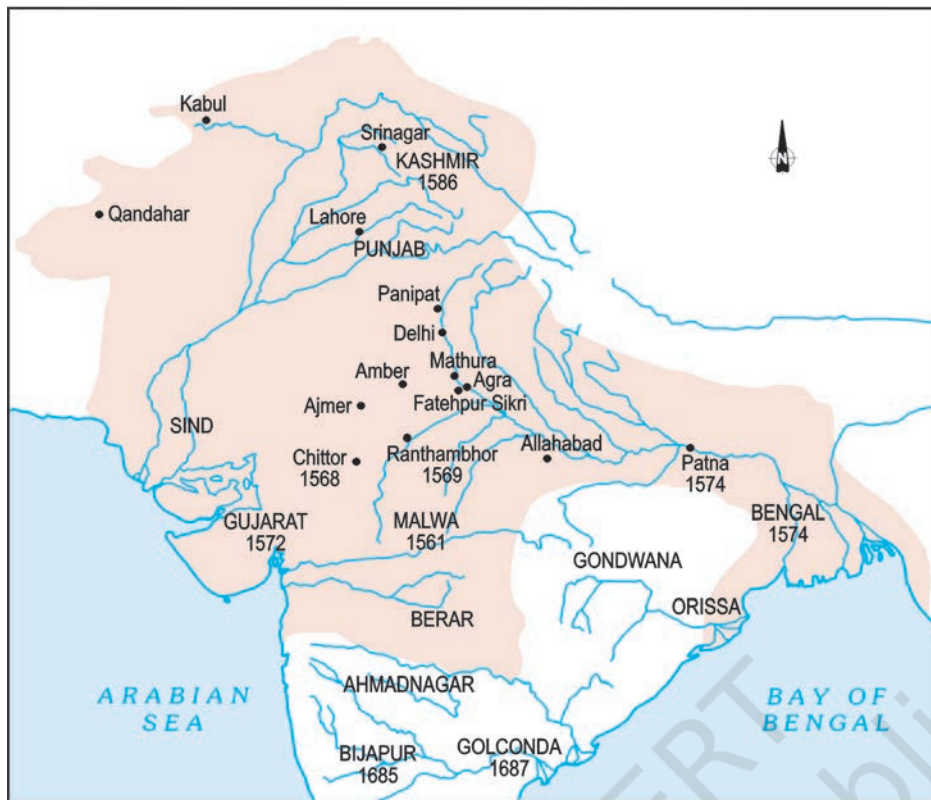 Kabul
Srinagar
KASHMIR
1586
Qandahar
Lahore
PUNJAB
N
Panipat
Delhi
Mathura
Amber
Agra
Fatehpur Sikri
Ajmer
SIND
Chittor
1568
Ranthambhor
1569
Allahabad
Patna
1574
GUJARAT
1572
MALWA
1561
BENGAL
1574
GONDWANA
BERAR
ORISSA
AHMADNAGAR
ARABIAN
SEA
BAY OF
BENGAL
BIJAPUR
1685
GOLCONDA
1687